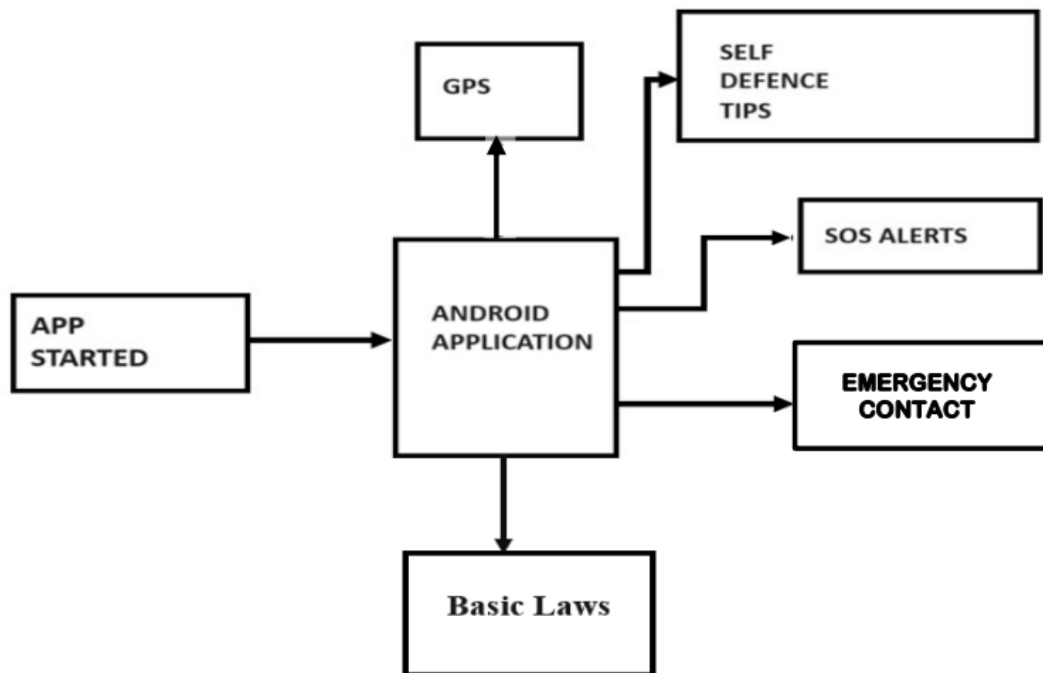 GPS
SELF
DEFENCE
TIPS
SOS ALERTS
APP
STARTED
ANDROID
APPLICATION
EMERGENCY
CONTACT
Basic Laws